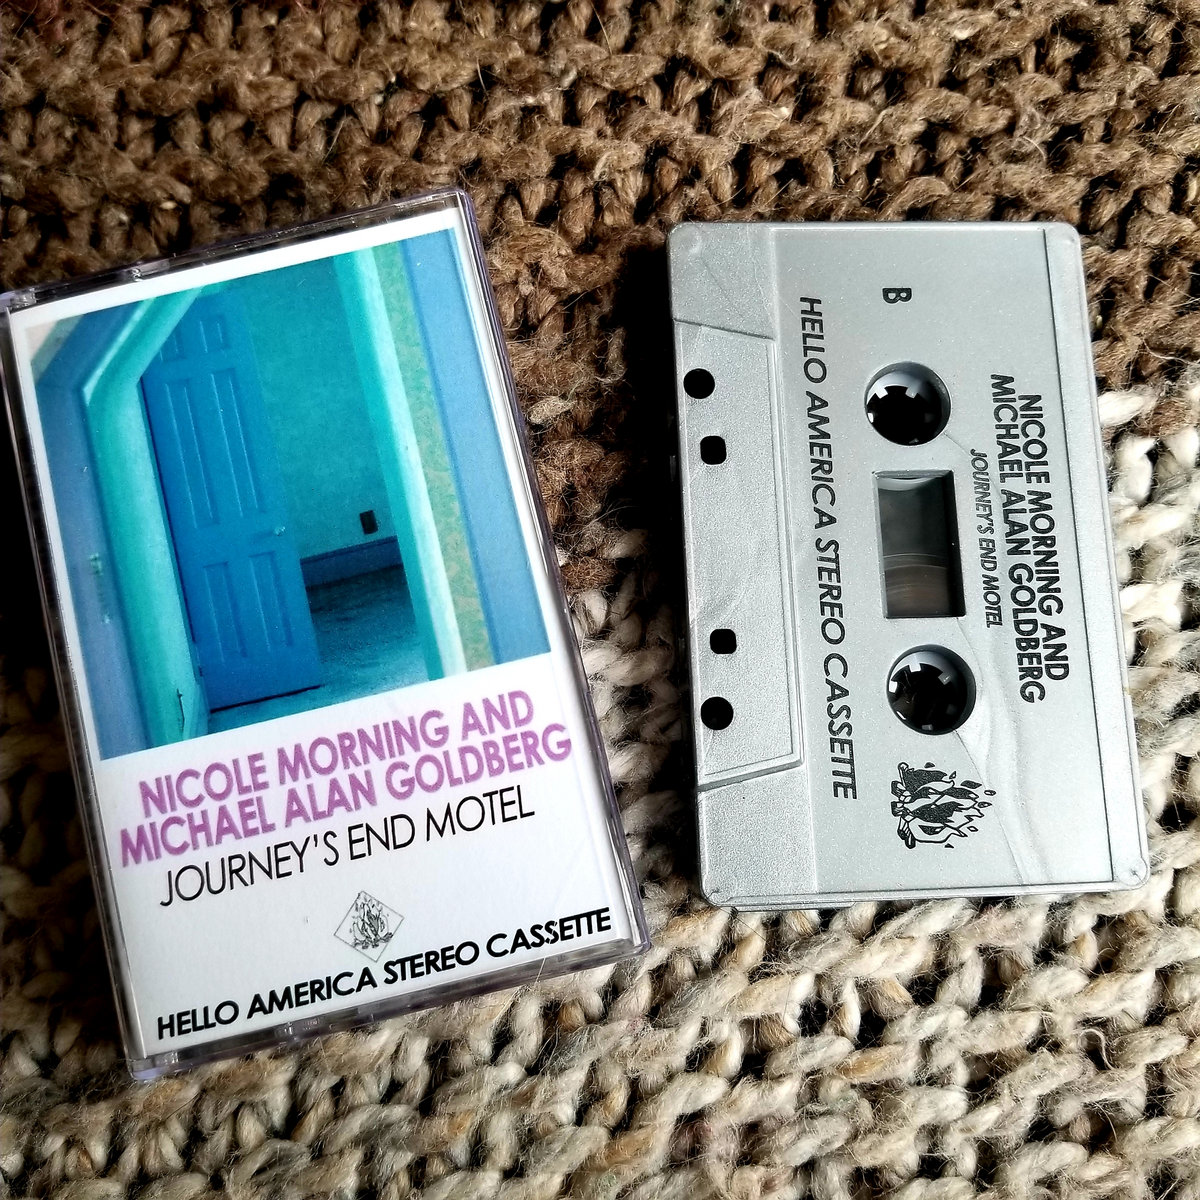 NICOLE MORNING AND
MICHAEL ALAN GOLDBERG
JOURNEY'S END MOTEL
HELLO AMERICA STEREO CASSETTE
B
NICOLE MORNING AND
MICHAEL ALAN GOLDBERG
JOURNEY'S END MOTEL
HELLO AMERICA STEREO CASSETTE